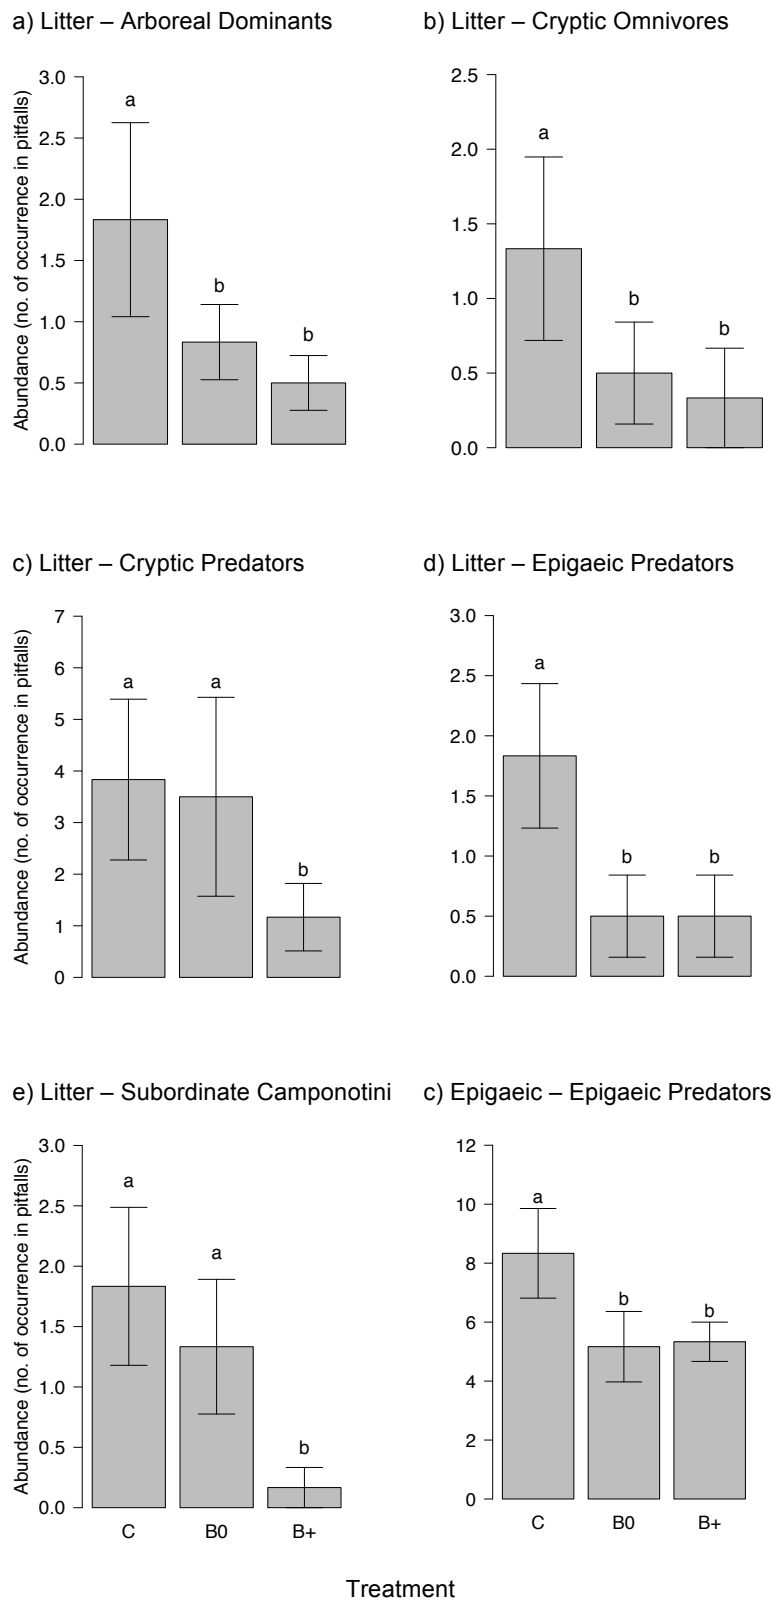 a) Litter – Arboreal Dominants
3.0
2.5
2.0
1.5
1.0
0.5
0.0
Abundance (no. of occurrence in pitfalls)
a
b
b
b) Litter – Cryptic Omnivores
2.5
2.0
1.5
1.0
0.5
0.0
a
b
b
c) Litter – Cryptic Predators
7
6
5
4
3
2
1
0
Abundance (no. of occurrence in pitfalls)
a
a
b
d) Litter – Epigaeic Predators
3.0
2.5
2.0
1.5
1.0
0.5
0.0
a
b
b
e) Litter – Subordinate Camponotini
3.0
2.5
2.0
1.5
1.0
0.5
0.0
Abundance (no. of occurrence in pitfalls)
a
a
b
C B0 B+
c) Epigaeic – Epigaeic Predators
12
10
8
6
4
2
0
a
b
b
C B0 B+
Treatment